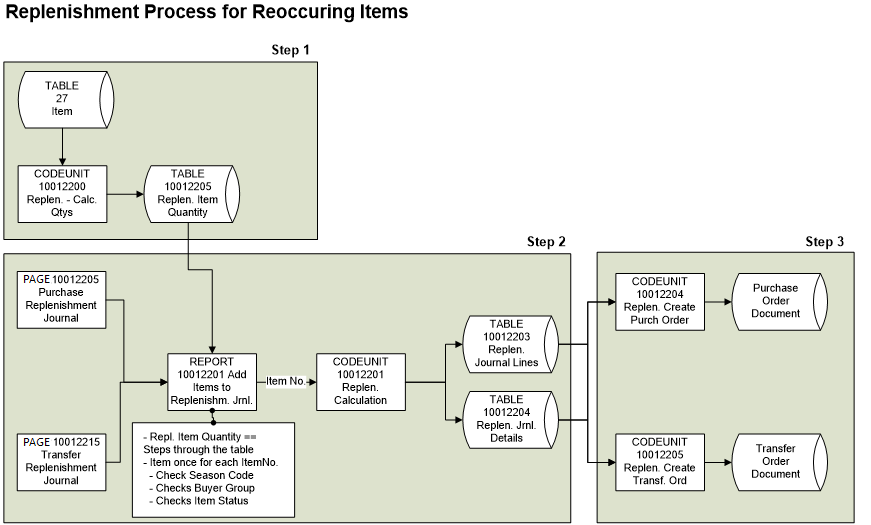 Replenishment Process for Reoccuring Items
Step 1
TABLE
27
Item
CODEUNIT
10012200
Replen. - Calc.
Qtys
TABLE
10012205
Replen. Item
Quantity
Step 2
PAGE 10012205
Purchase
Replenishment
Journal
PAGE 10012215
Transfer
Replenishment
Journal
REPORT
10012201 Add
Items to
Replenishm. Jrnl.
- Repl. Item Quantity ==
Steps through the table
- Item once for each ItemNo.
- Check Season Code
- Checks Buyer Group
- Checks Item Status
Item No.
CODEUNIT
10012201
Replen.
Calculation
TABLE
10012203
Replen.
Journal Lines
TABLE
10012204
Replen. Jrnl.
Details
Step 3
CODEUNIT
10012204
Replen. Create
Purch Order
Purchase
Order
Document
CODEUNIT
10012205
Replen. Create
Transf. Ord
Transfer
Order
Document